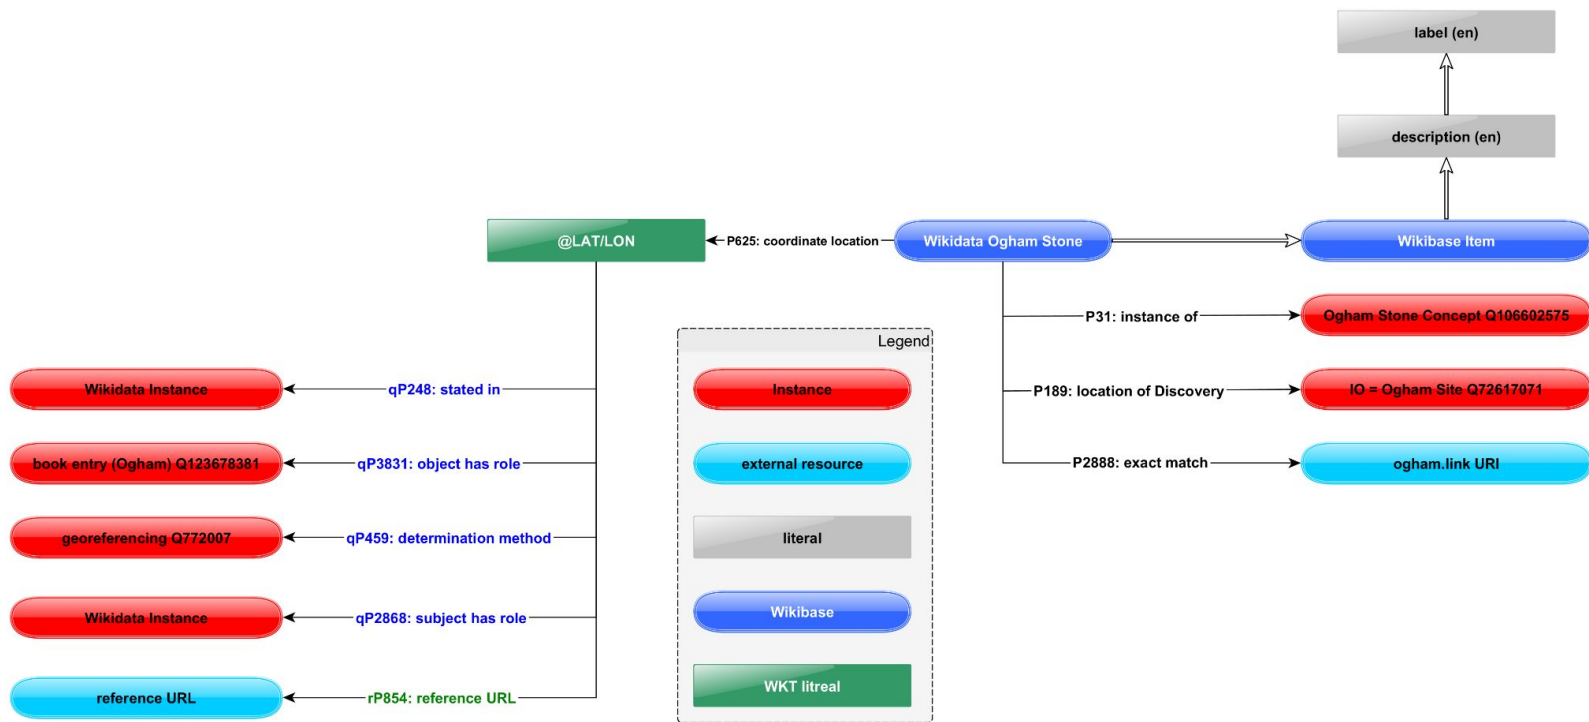 label (en)
description (en)
@LAT/LON
P625: coordinate location
Wikidata Ogham Stone
Wikibase Item
P31: instance of
Ogham Stone Concept Q106602575
P189: location of Discovery
IO = Ogham Site Q72617071
P2888: exact match
ogham.link URI
Wikidata Instance
qP248: stated in
book entry (Ogham) Q123678381
qP3831: object has role
georeferencing Q772007
qP459: determination method
Wikidata Instance
qP2868: subject has role
reference URL
rP854: reference URL
Legend
Instance
external resource
literal
Wikibase
WKT litreal